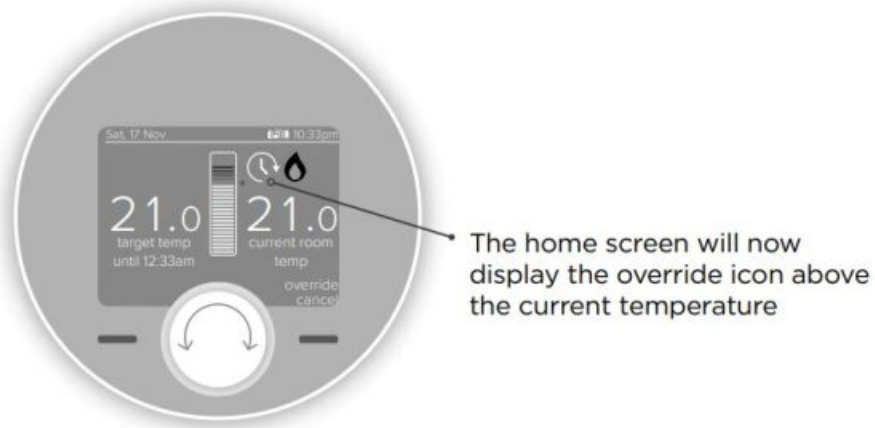 Sat, 17 Nov 10:33pm
21.0 21.0
target temp current room
until 12:33am temp
override
cancel
The home screen will now
display the override icon above
the current temperature